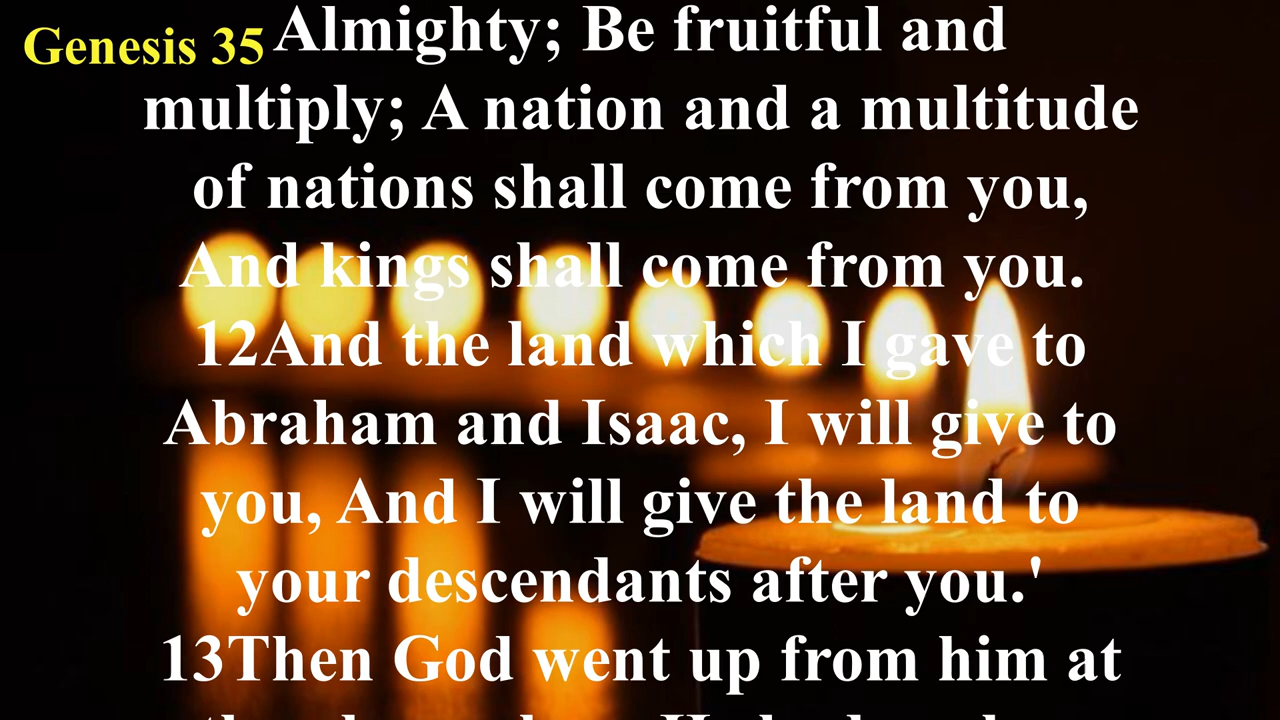 Genesis 35
Almighty; Be fruitful and
multiply; A nation and a multitude
of nations shall come from you,
And kings shall come from you.
12And the land which I gave to
Abraham and Isaac, I will give to
you, And I will give the land to
your descendants after you.'
13Then God went up from him at